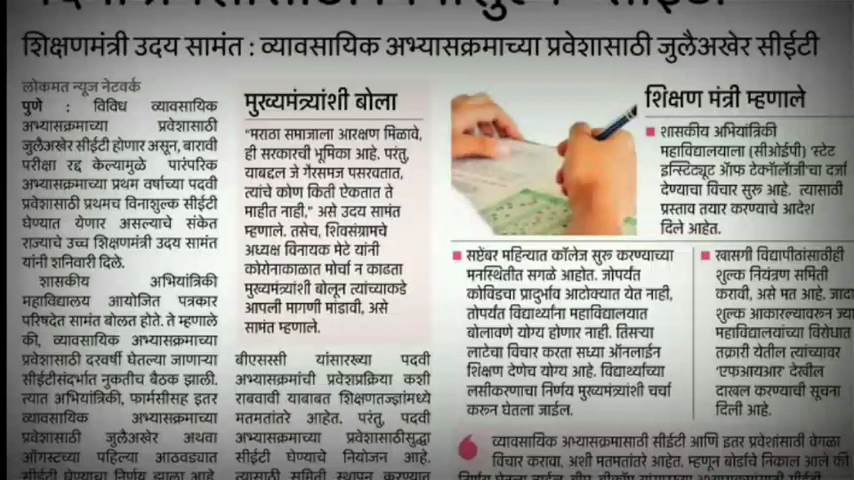 शिक्षणमंत्री उदय सामंत : व्यावसायिक अभ्यासक्रमाच्या प्रवेशासाठी जुलैअखेर सीईटी
लोकमत न्यूज नेटवर्क
पुणे : विविध व्यावसायिक
अभ्यासक्रमाच्या प्रवेशासाठी
जुलैअखेर सीईटी होणार असून, बारावी
परीक्षा रद्द केल्यामुळे पारंपरिक
अभ्यासक्रमाच्या प्रथम वर्षाच्या पदवी
प्रवेशासाठी प्रथमच विनाशुल्क सीईटी
घेण्यात येणार असल्याचे संकेत
राज्याचे उच्च शिक्षणमंत्री उदय सामंत
यांनी शनिवारी दिले.
शासकीय अभियांत्रिकी
महाविद्यालय आयोजित पत्रकार
परिषदेत सामंत बोलत होते. ते म्हणाले
की, व्यावसायिक अभ्यासक्रमाच्या
प्रवेशासाठी दरवर्षी घेतल्या जाणाऱ्या
सीईटीसंदर्भात नुकतीच बैठक झाली.
त्यात अभियांत्रिकी, फार्मसीसह इतर
व्यावसायिक अभ्यासक्रमाच्या
प्रवेशासाठी जुलैअखेर अथवा
ऑगस्टच्या पहिल्या आठवड्यात
सीईटी घेण्याचा निर्णय झाला आहे.
मुख्यमंत्र्यांशी बोला
"मराठा समाजाला आरक्षण मिळावे,
ही सरकारची भूमिका आहे. परंतु,
याबद्दल जे गैरसमज पसरवतात,
त्यांचे कोण किती ऐकतात ते
माहीत नाही," असे उदय सामंत
म्हणाले. तसेच, शिवसंग्रामचे
अध्यक्ष विनायक मेटे यांनी
कोरोनाकाळात मोर्चा न काढता
मुख्यमंत्र्यांशी बोलून त्यांच्याकडे
आपली मागणी मांडावी, असे
सामंत म्हणाले.
बीएससी यांसारख्या पदवी
अभ्यासक्रमांची प्रवेशप्रक्रिया कशी
राबवावी याबाबत शिक्षणतज्ज्ञांमध्ये
मतमतांतरे आहेत. परंतु, पदवी
अभ्यासक्रमाच्या प्रवेशासाठीसुद्धा
सीईटी घेण्याचे नियोजन आहे.
त्यासाठी समिती स्थापन करण्यात
शिक्षण मंत्री म्हणाले
शासकीय अभियांत्रिकी
महाविद्यालयाला (सीओईपी) 'स्टेट
इन्स्टिट्यूट ऑफ टेक्नॉलॉजी'चा दर्जा
देण्याचा विचार सुरू आहे. त्यासाठी
प्रस्ताव तयार करण्याचे आदेश
दिले आहेत.
सप्टेंबर महिन्यात कॉलेज सुरू करण्याच्या
मनस्थितीत सगळे आहोत. जोपर्यंत
कोविडचा प्रादुर्भाव आटोक्यात येत नाही,
तोपर्यंत विद्यार्थ्यांना महाविद्यालयात
बोलावणे योग्य होणार नाही. तिसऱ्या
लाटेचा विचार करता सध्या ऑनलाईन
शिक्षण देणेच योग्य आहे. विद्यार्थ्यांच्या
लसीकरणाचा निर्णय मुख्यमंत्र्यांशी चर्चा
करून घेतला जाईल.
खासगी विद्यापीठांसाठीही
शुल्क नियंत्रण समिती
करावी, असे मत आहे. जादा
शुल्क आकारल्यावरून ज्या
महाविद्यालयांच्या विरोधात
तक्रारी येतील त्यांच्यावर
'एफआयआर' देखील
दाखल करण्याची सूचना
दिली आहे.
व्यावसायिक अभ्यासक्रमासाठी सीईटी आणि इतर प्रवेशांसाठी वेगळा
विचार करावा, अशी मतमतांतरे आहेत. म्हणून बोर्डाचे निकाल आले की